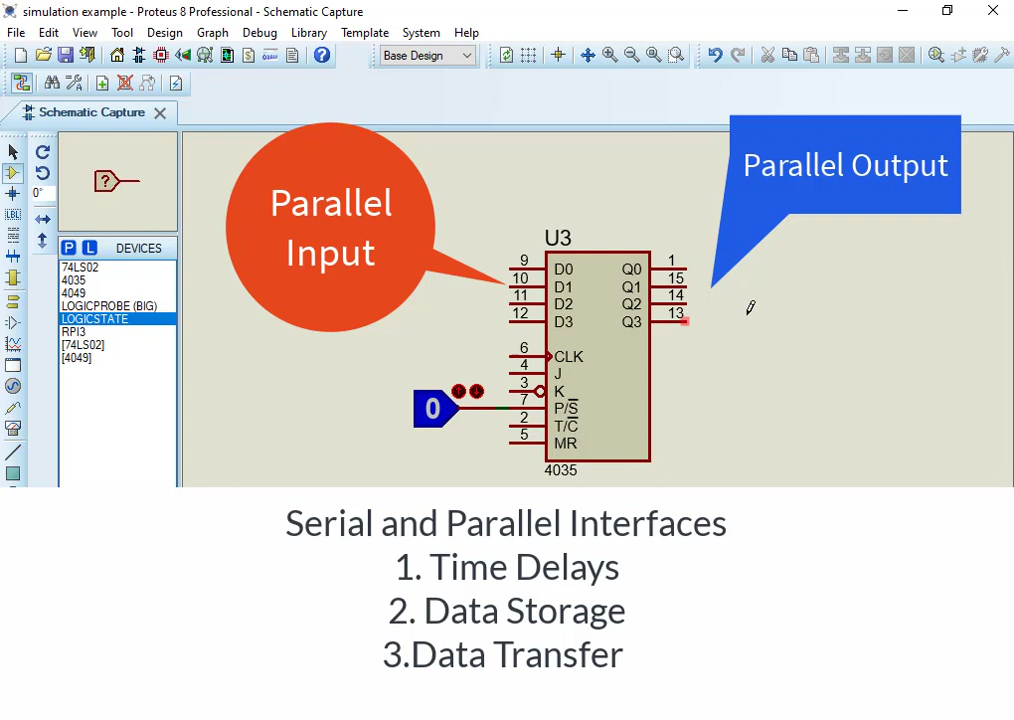 simulation example - Proteus 8 Professional - Schematic Capture
File Edit View Tool Design Graph Debug Library Template System Help
Base Design
Schematic Capture
0°
P L DEVICES
74LS02
4035
4049
LOGICPROBE (BIG)
LOGICSTATE
RPI3
[74LS02]
[4049]
LBL
?
Parallel
Input
Parallel Output
U3
9 D0 Q0 1
10 D1 Q1 15
11 D2 Q2 14
12 D3 Q3 13
6 CLK
4 J
3 K
0 7 P/S
2 T/C
5 MR
4035
Serial and Parallel Interfaces
1. Time Delays
2. Data Storage
3.Data Transfer